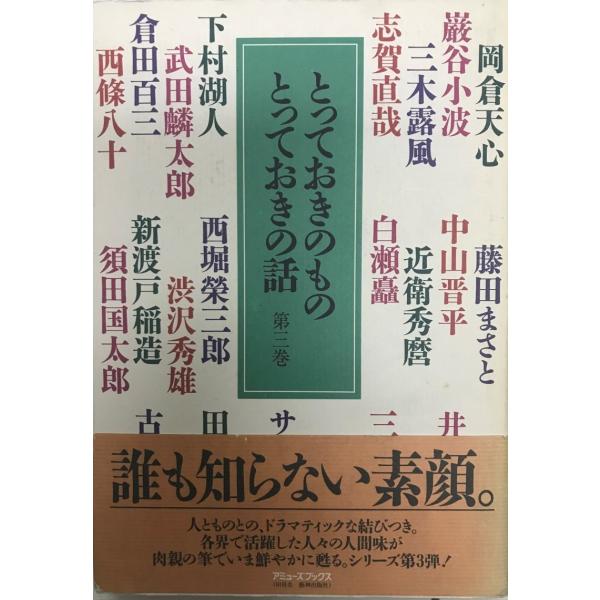 とっておきのもの
とっておきの話
第三巻
岡倉天心
巌谷小波
三木露風
志賀直哉
下村湖人
武田麟太郎
倉田百三
西條八十
藤田まさと
中山晋平
近衛秀麿
白瀬矗
西堀榮三郎
渋沢秀雄
新渡戸稲造
須田国太郎
井
三
サ
田
古
誰も知らない素顔。
人とものとの、ドラマティックな結びつき。
各界で活躍した人々の人間味が
肉親の筆でいま鮮やかに甦る。シリーズ第3弾!
アミューズブックス